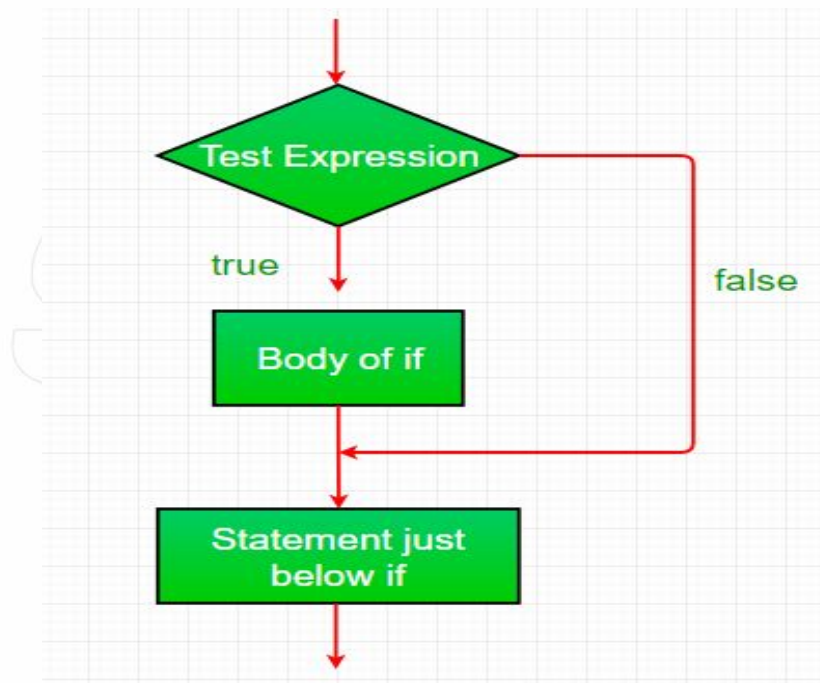 Test Expression
true
false
Body of if
Statement just
below if